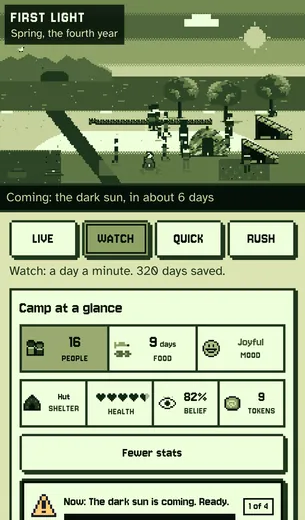 FIRST LIGHT
Spring, the fourth year
Coming: the dark sun, in about 6 days
LIVE
WATCH
QUICK
RUSH
Watch: a day a minute. 320 days saved.
Camp at a glance
16
PEOPLE
9 days
FOOD
Joyful
MOOD
Hut
SHELTER
HEALTH
82%
BELIEF
9
TOKENS
Fewer stats
Now: The dark sun is coming. Ready.
1 of 4